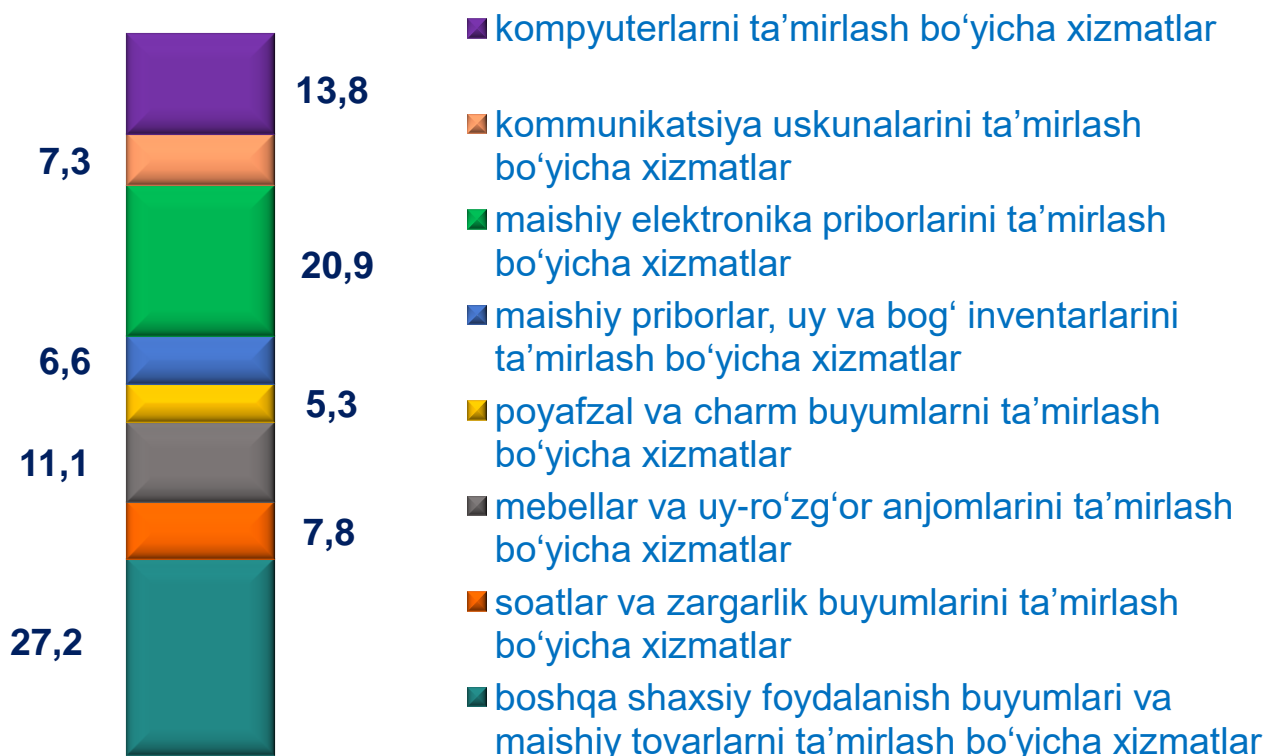 kompyuterlarni ta’mirlash bo‘yicha xizmatlar
13,8
kommunikatsiya uskunalarini ta’mirlash
bo‘yicha xizmatlar
7,3
maishiy elektronika priborlarini ta’mirlash
bo‘yicha xizmatlar
20,9
maishiy priborlar, uy va bog‘ inventarlarini
ta’mirlash bo‘yicha xizmatlar
6,6
poyafzal va charm buyumlarni ta’mirlash
bo‘yicha xizmatlar
5,3
mebellar va uy-ro‘zg‘or anjomlarini ta’mirlash
bo‘yicha xizmatlar
11,1
soatlar va zargarlik buyumlarini ta’mirlash
bo‘yicha xizmatlar
7,8
boshqa shaxsiy foydalanish buyumlari va
maishiy tovarlarni ta’mirlash bo‘yicha xizmatlar
27,2